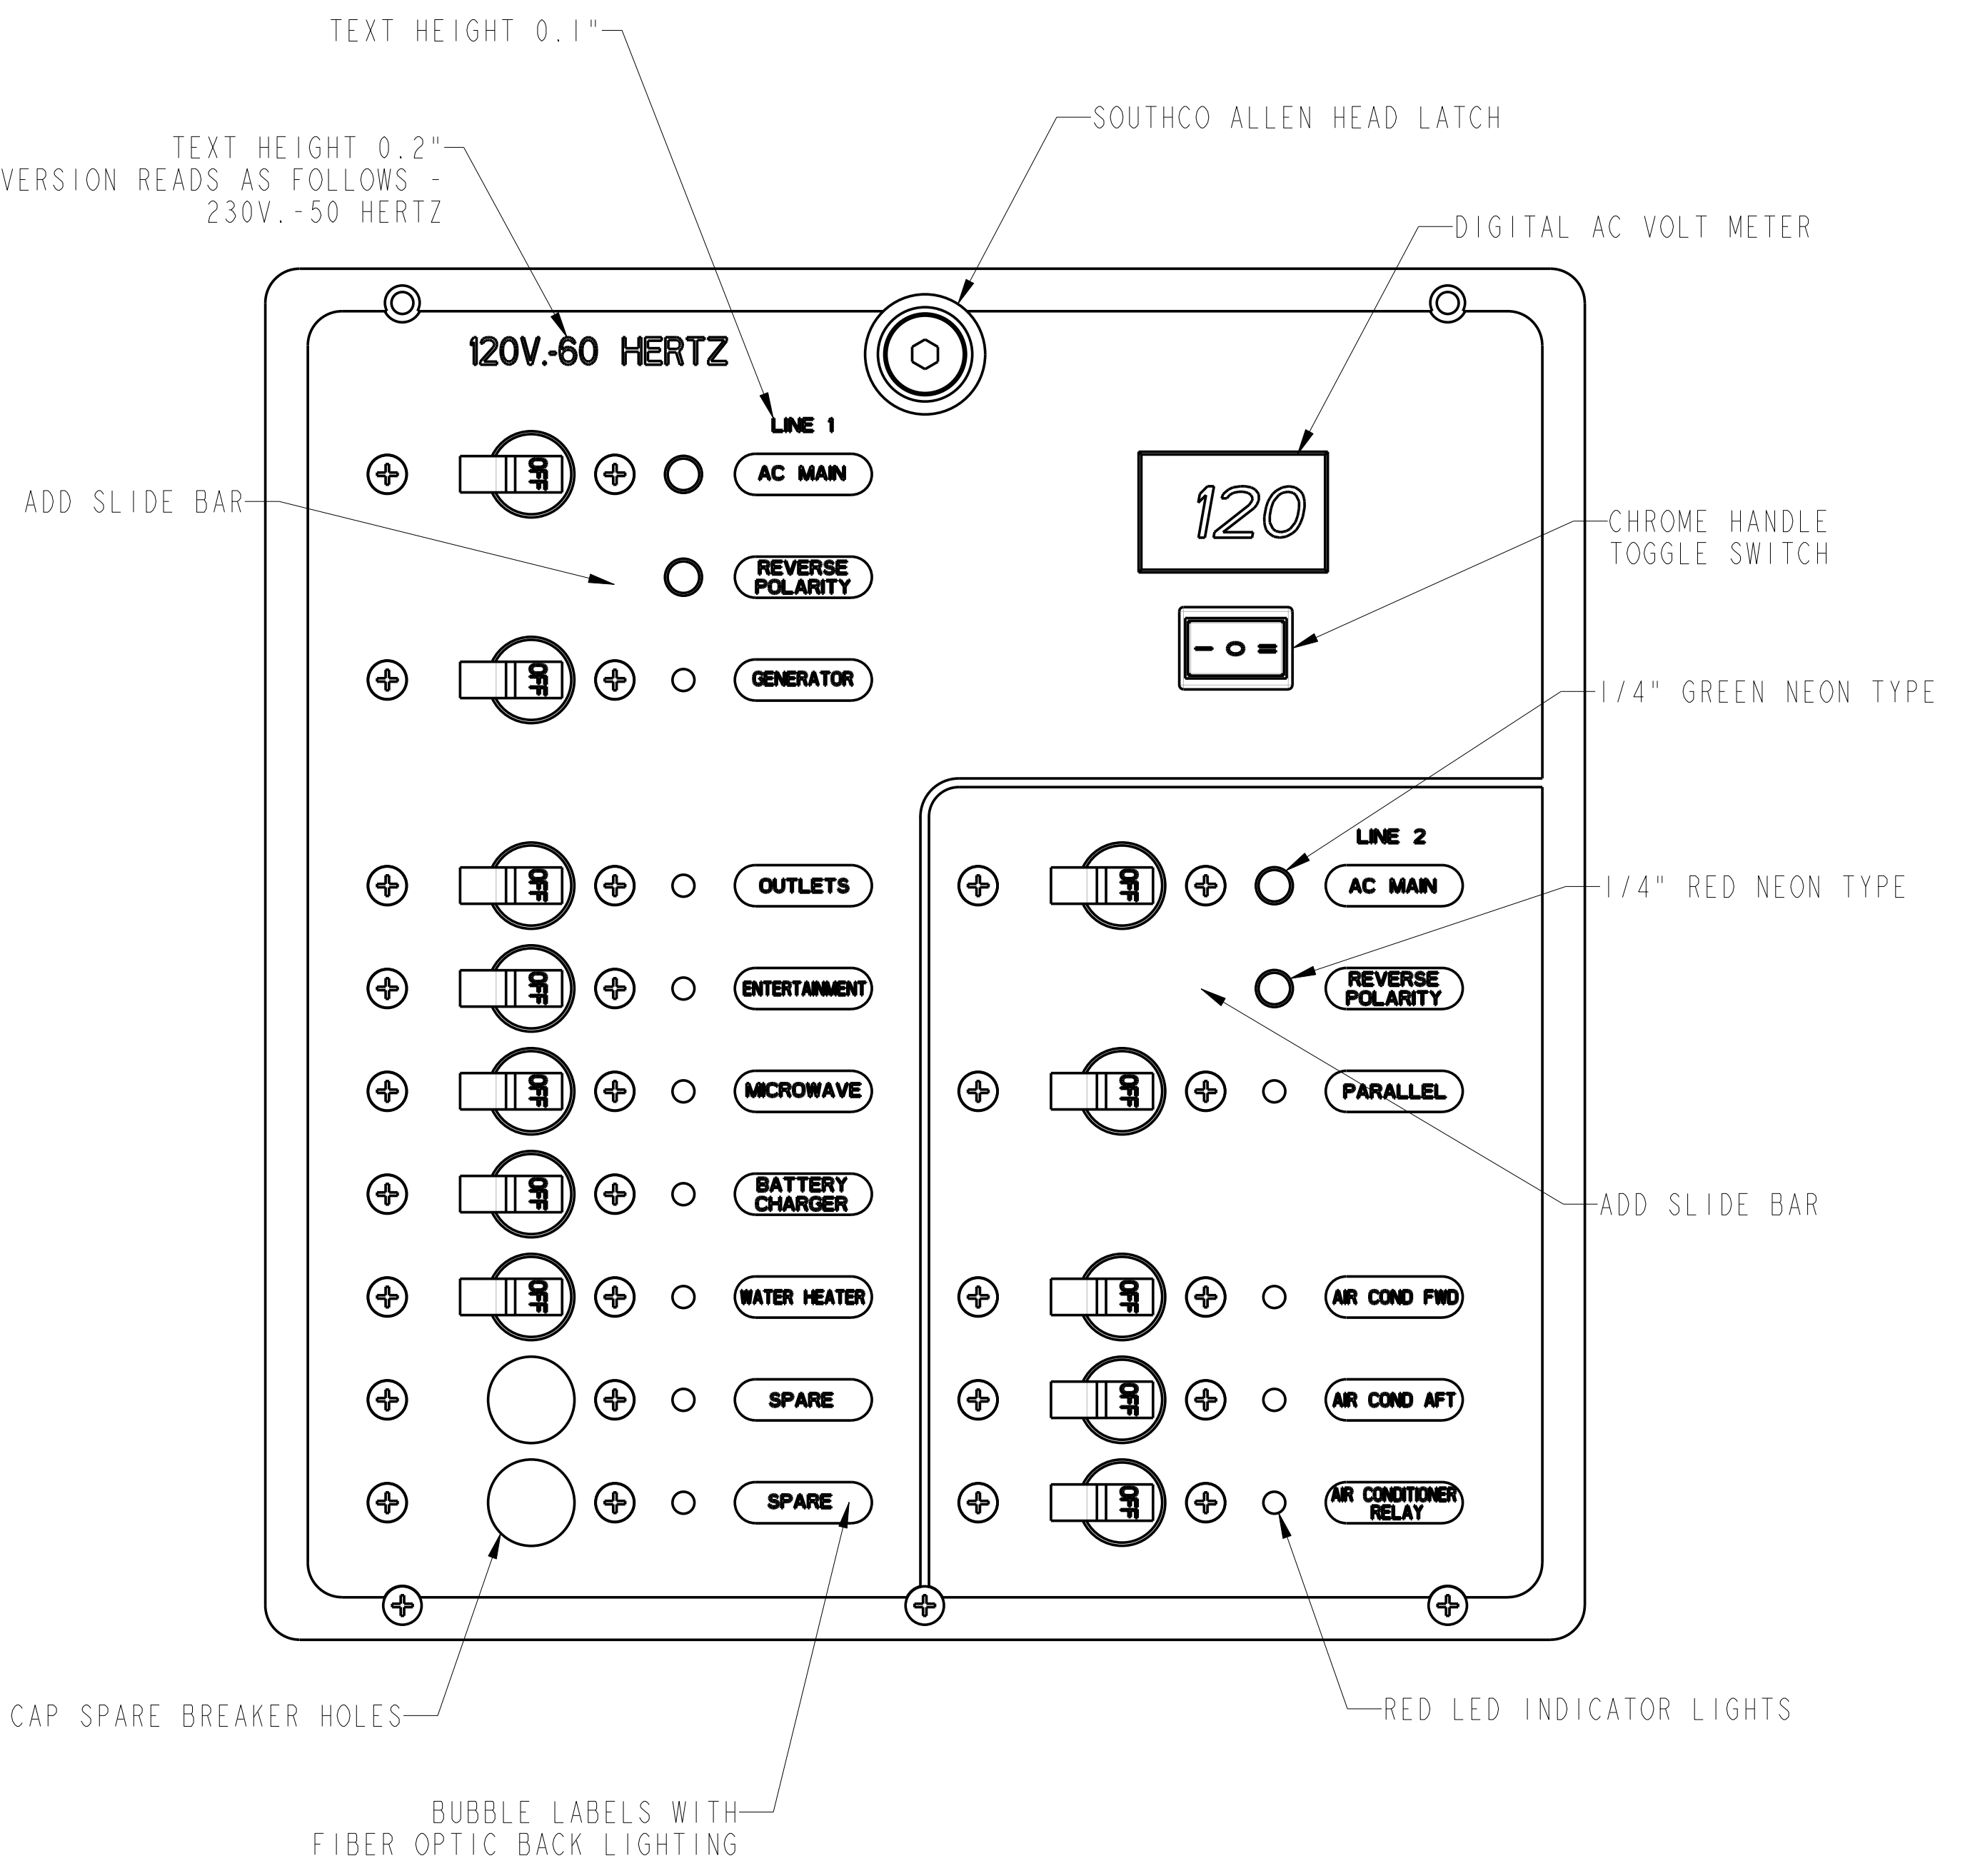 TEXT HEIGHT 0.1"
SOUTHCO ALLEN HEAD LATCH
TEXT HEIGHT 0.2"
VERSION READS AS FOLLOWS -
230V.-50 HERTZ
DIGITAL AC VOLT METER
120V.-60 HERTZ
LINE 1
OFF
AC MAIN
120
ADD SLIDE BAR
CHROME HANDLE
TOGGLE SWITCH
REVERSE
POLARITY
- O =
OFF
GENERATOR
1/4" GREEN NEON TYPE
LINE 2
OFF
OUTLETS
OFF
AC MAIN
1/4" RED NEON TYPE
OFF
ENTERTAINMENT
REVERSE
POLARITY
OFF
MICROWAVE
OFF
PARALLEL
OFF
BATTERY
CHARGER
ADD SLIDE BAR
OFF
WATER HEATER
OFF
AIR COND FWD
SPARE
OFF
AIR COND AFT
SPARE
OFF
AIR CONDITIONER
RELAY
CAP SPARE BREAKER HOLES
RED LED INDICATOR LIGHTS
BUBBLE LABELS WITH
FIBER OPTIC BACK LIGHTING